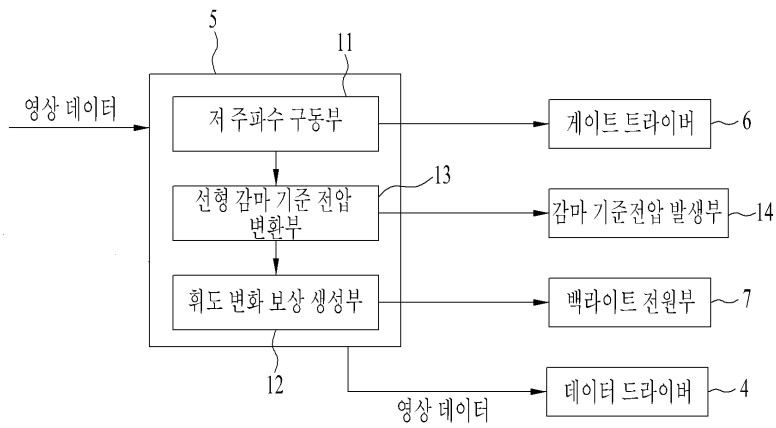 5
11
영상 데이터
저 주파수 구동부
게이트 트라이버
6
13
선형 감마 기준 전압
변환부
감마 기준전압 발생부
14
휘도 변화 보상 생성부
백라이트 전원부
7
12
데이터 드라이버
4
영상 데이터